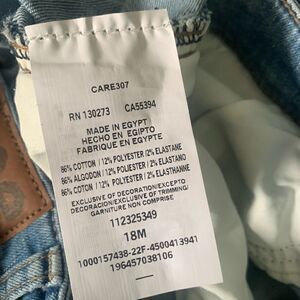 CARE307
RN 130273 CA55394
MADE IN EGYPT
HECHO EN EGIPTO
FABRIQUE EN EGYPTE
86% COTTON / 12% POLYESTER /2% ELASTANE
86% ALGODON / 12% POLIESTER /2% ELASTANO
86% COTON / 12% POLYESTER /2% ELASTHANNE
EXCLUSIVE OF DECORATION/EXCEPTO
DECORACION/EXCLUSIVE OF TRIMMING/
GARNITURE NON COMPRISE
112325349
18M
1000157438-22F-4500413941
196457038106